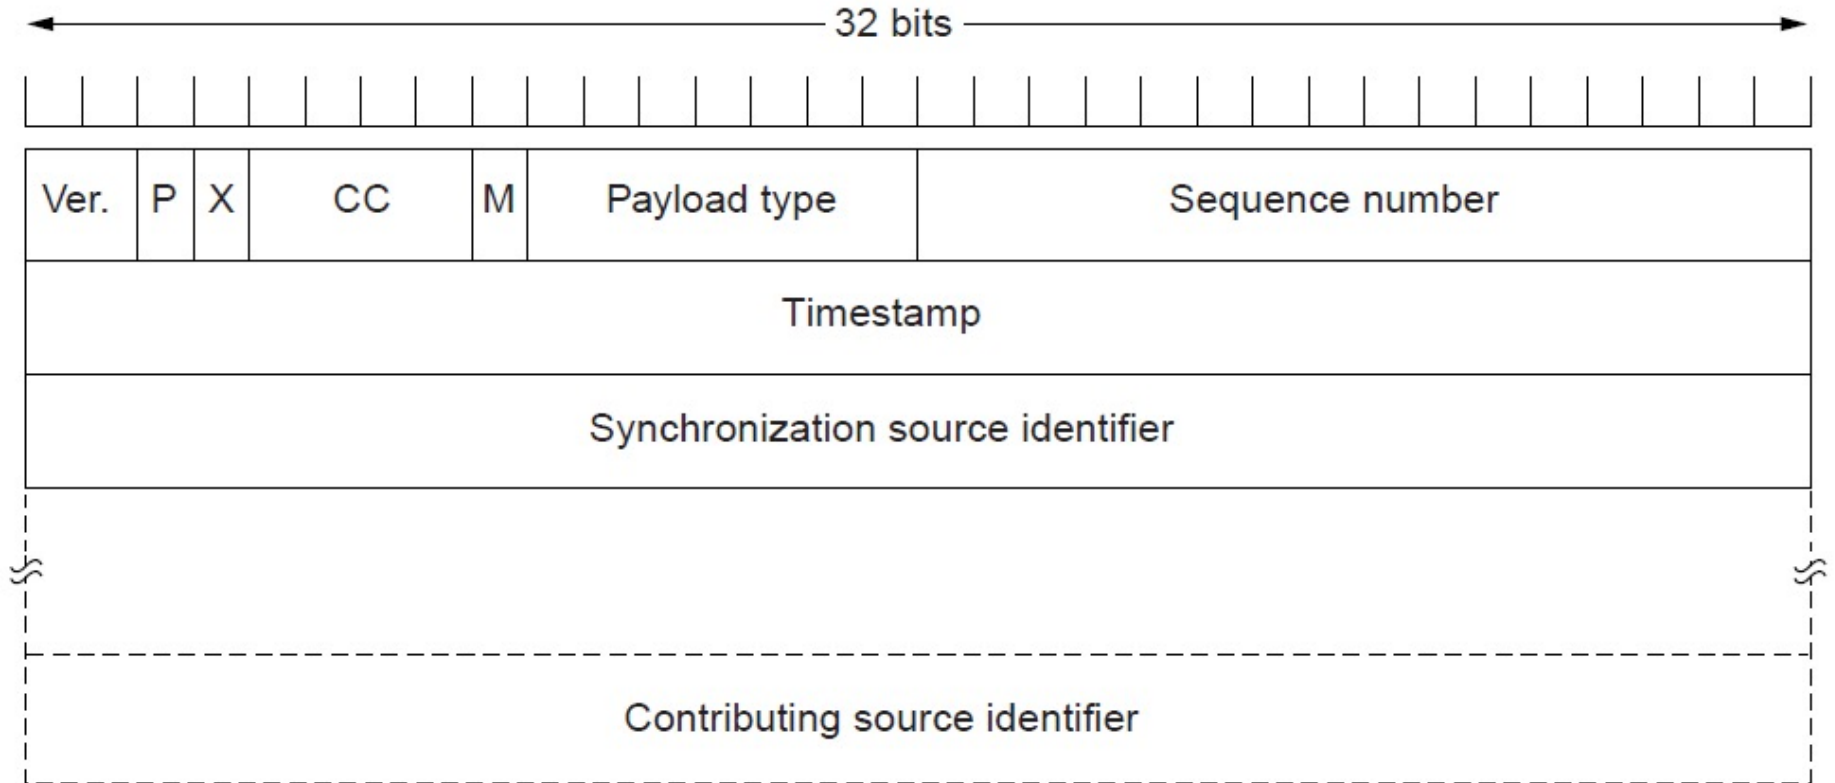 32 bits
Ver. P X CC M Payload type Sequence number
Timestamp
Synchronization source identifier
Contributing source identifier